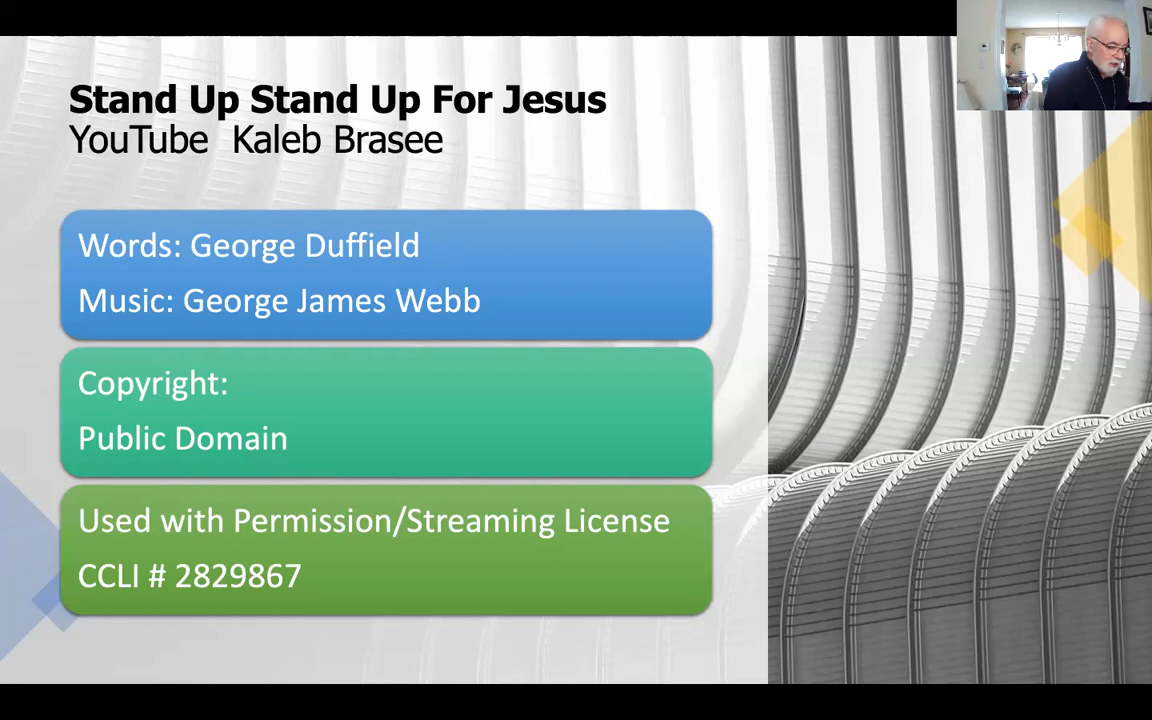 Stand Up Stand Up For Jesus
YouTube Kaleb Brasee
Words: George Duffield
Music: George James Webb
Copyright:
Public Domain
Used with Permission/Streaming License
CCLI # 2829867